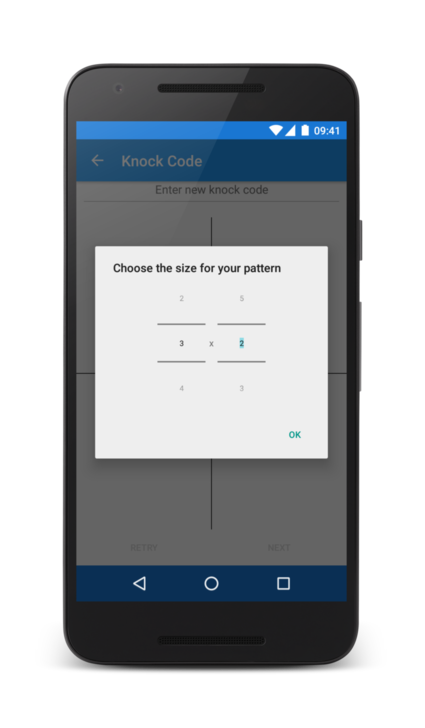 09:41
Knock Code
Enter new knock code
Choose the size for your pattern
2 5
3 x 2
4 3
OK
RETRY NEXT